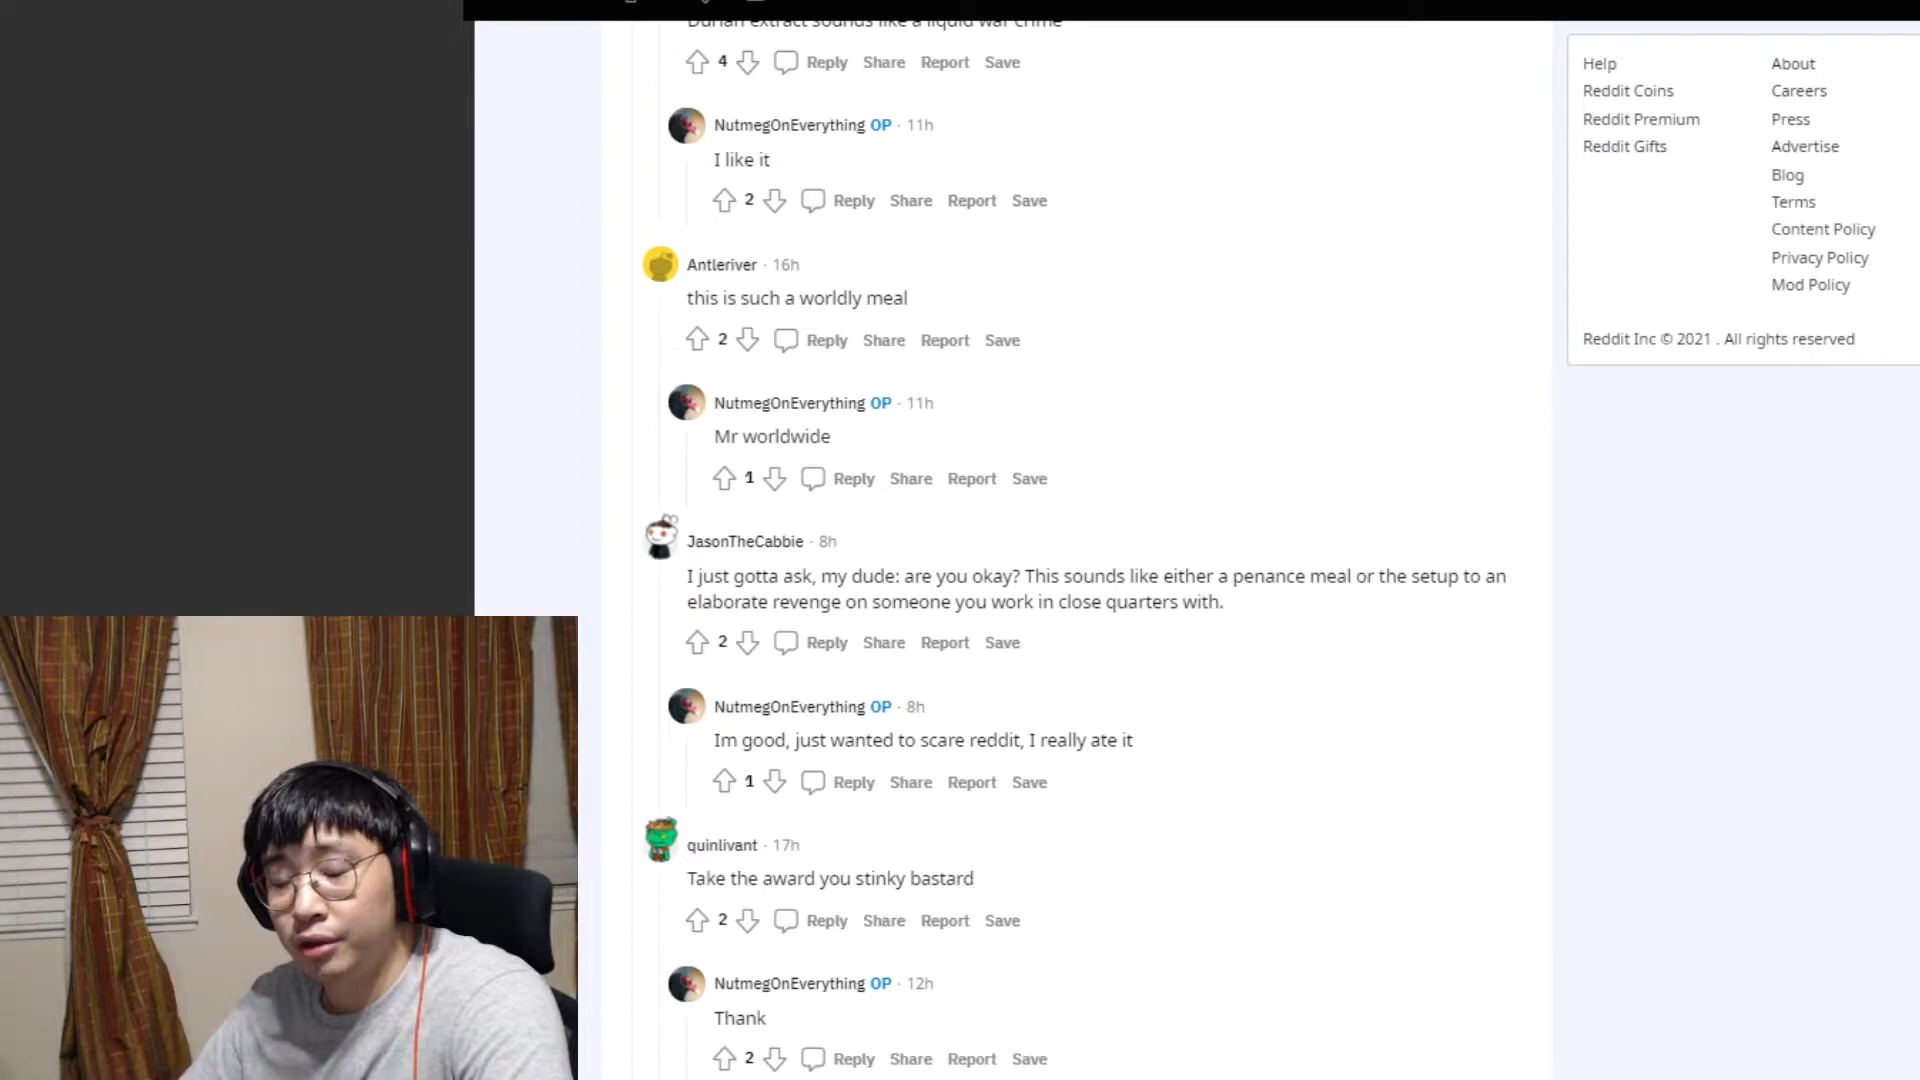 Durian extract sounds like a liquid war crime
4 Reply Share Report Save
NutmegOnEverything OP · 11h
I like it
2 Reply Share Report Save
Antleriver · 16h
this is such a worldly meal
2 Reply Share Report Save
NutmegOnEverything OP · 11h
Mr worldwide
1 Reply Share Report Save
JasonTheCabbie · 8h
I just gotta ask, my dude: are you okay? This sounds like either a penance meal or the setup to an
elaborate revenge on someone you work in close quarters with.
2 Reply Share Report Save
NutmegOnEverything OP · 8h
Im good, just wanted to scare reddit, I really ate it
1 Reply Share Report Save
quinlivant · 17h
Take the award you stinky bastard
2 Reply Share Report Save
NutmegOnEverything OP · 12h
Thank
2 Reply Share Report Save
Help
Reddit Coins
Reddit Premium
Reddit Gifts
About
Careers
Press
Advertise
Blog
Terms
Content Policy
Privacy Policy
Mod Policy
Reddit Inc © 2021 . All rights reserved